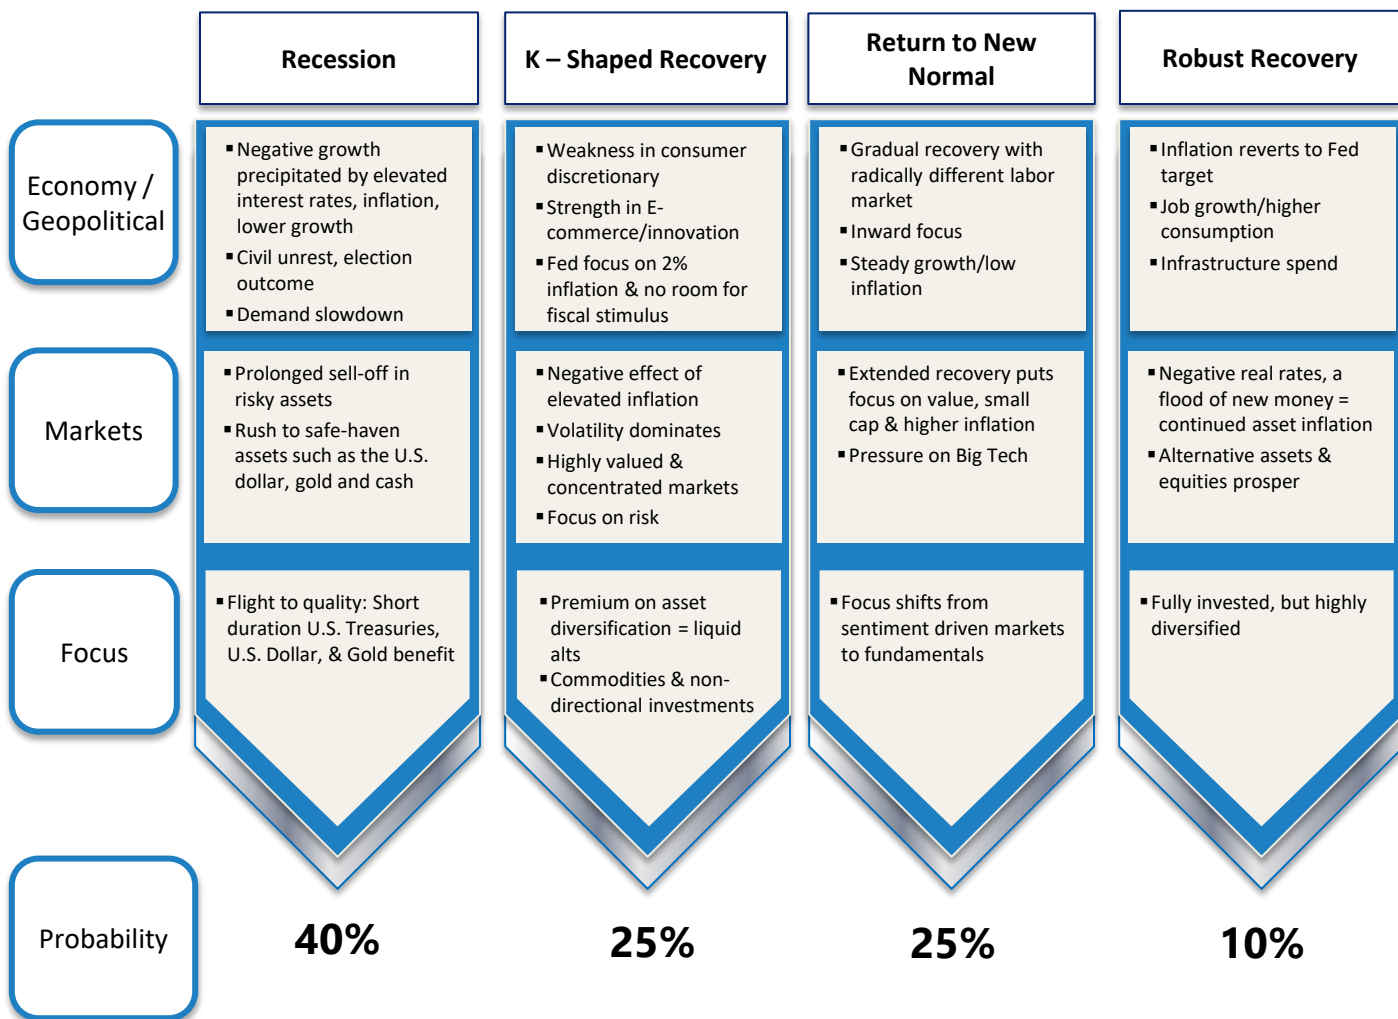 Recession
K – Shaped Recovery
Return to New
Normal
Robust Recovery
Economy /
Geopolitical
▪ Negative growth
precipitated by elevated
interest rates, inflation,
lower growth
▪ Civil unrest, election
outcome
▪ Demand slowdown
▪ Weakness in consumer
discretionary
▪ Strength in E-
commerce/innovation
▪ Fed focus on 2%
inflation & no room for
fiscal stimulus
▪ Gradual recovery with
radically different labor
market
▪ Inward focus
▪ Steady growth/low
inflation
▪ Inflation reverts to Fed
target
▪ Job growth/higher
consumption
▪ Infrastructure spend
Markets
▪ Prolonged sell-off in
risky assets
▪ Rush to safe-haven
assets such as the U.S.
dollar, gold and cash
▪ Negative effect of
elevated inflation
▪ Volatility dominates
▪ Highly valued &
concentrated markets
▪ Focus on risk
▪ Extended recovery puts
focus on value, small
cap & higher inflation
▪ Pressure on Big Tech
▪ Negative real rates, a
flood of new money =
continued asset inflation
▪ Alternative assets &
equities prosper
Focus
▪ Flight to quality: Short
duration U.S. Treasuries,
U.S. Dollar, & Gold benefit
▪ Premium on asset
diversification = liquid
alts
▪ Commodities & non-
directional investments
▪ Focus shifts from
sentiment driven markets
to fundamentals
▪ Fully invested, but highly
diversified
Probability
40%
25%
25%
10%